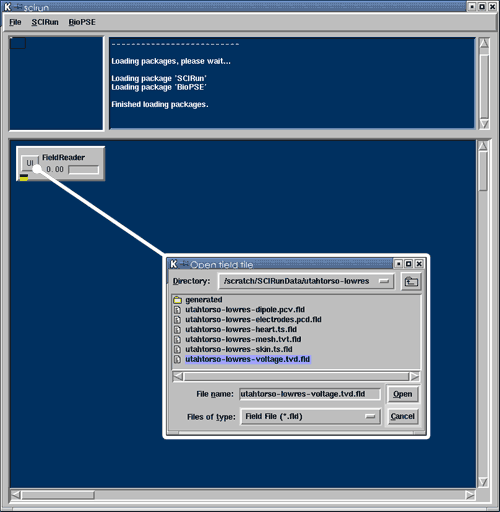 scirun
File SCIRun BioPSE
---------------------------
Loading packages, please wait...
Loading package 'SCIRun'
Loading package 'BioPSE'
Finished loading packages.
FieldReader
UI
0.00
Open field file
Directory: /scratch/SCIRunData/utahtorso-lowres
generated
utahtorso-lowres-dipole.pcv.fld
utahtorso-lowres-electrodes.pcd.fld
utahtorso-lowres-heart.ts.fld
utahtorso-lowres-mesh.tvt.fld
utahtorso-lowres-skin.ts.fld
utahtorso-lowres-voltage.tvd.fld
File name: utahtorso-lowres-voltage.tvd.fld Open
Files of type: Field File (*.fld) Cancel